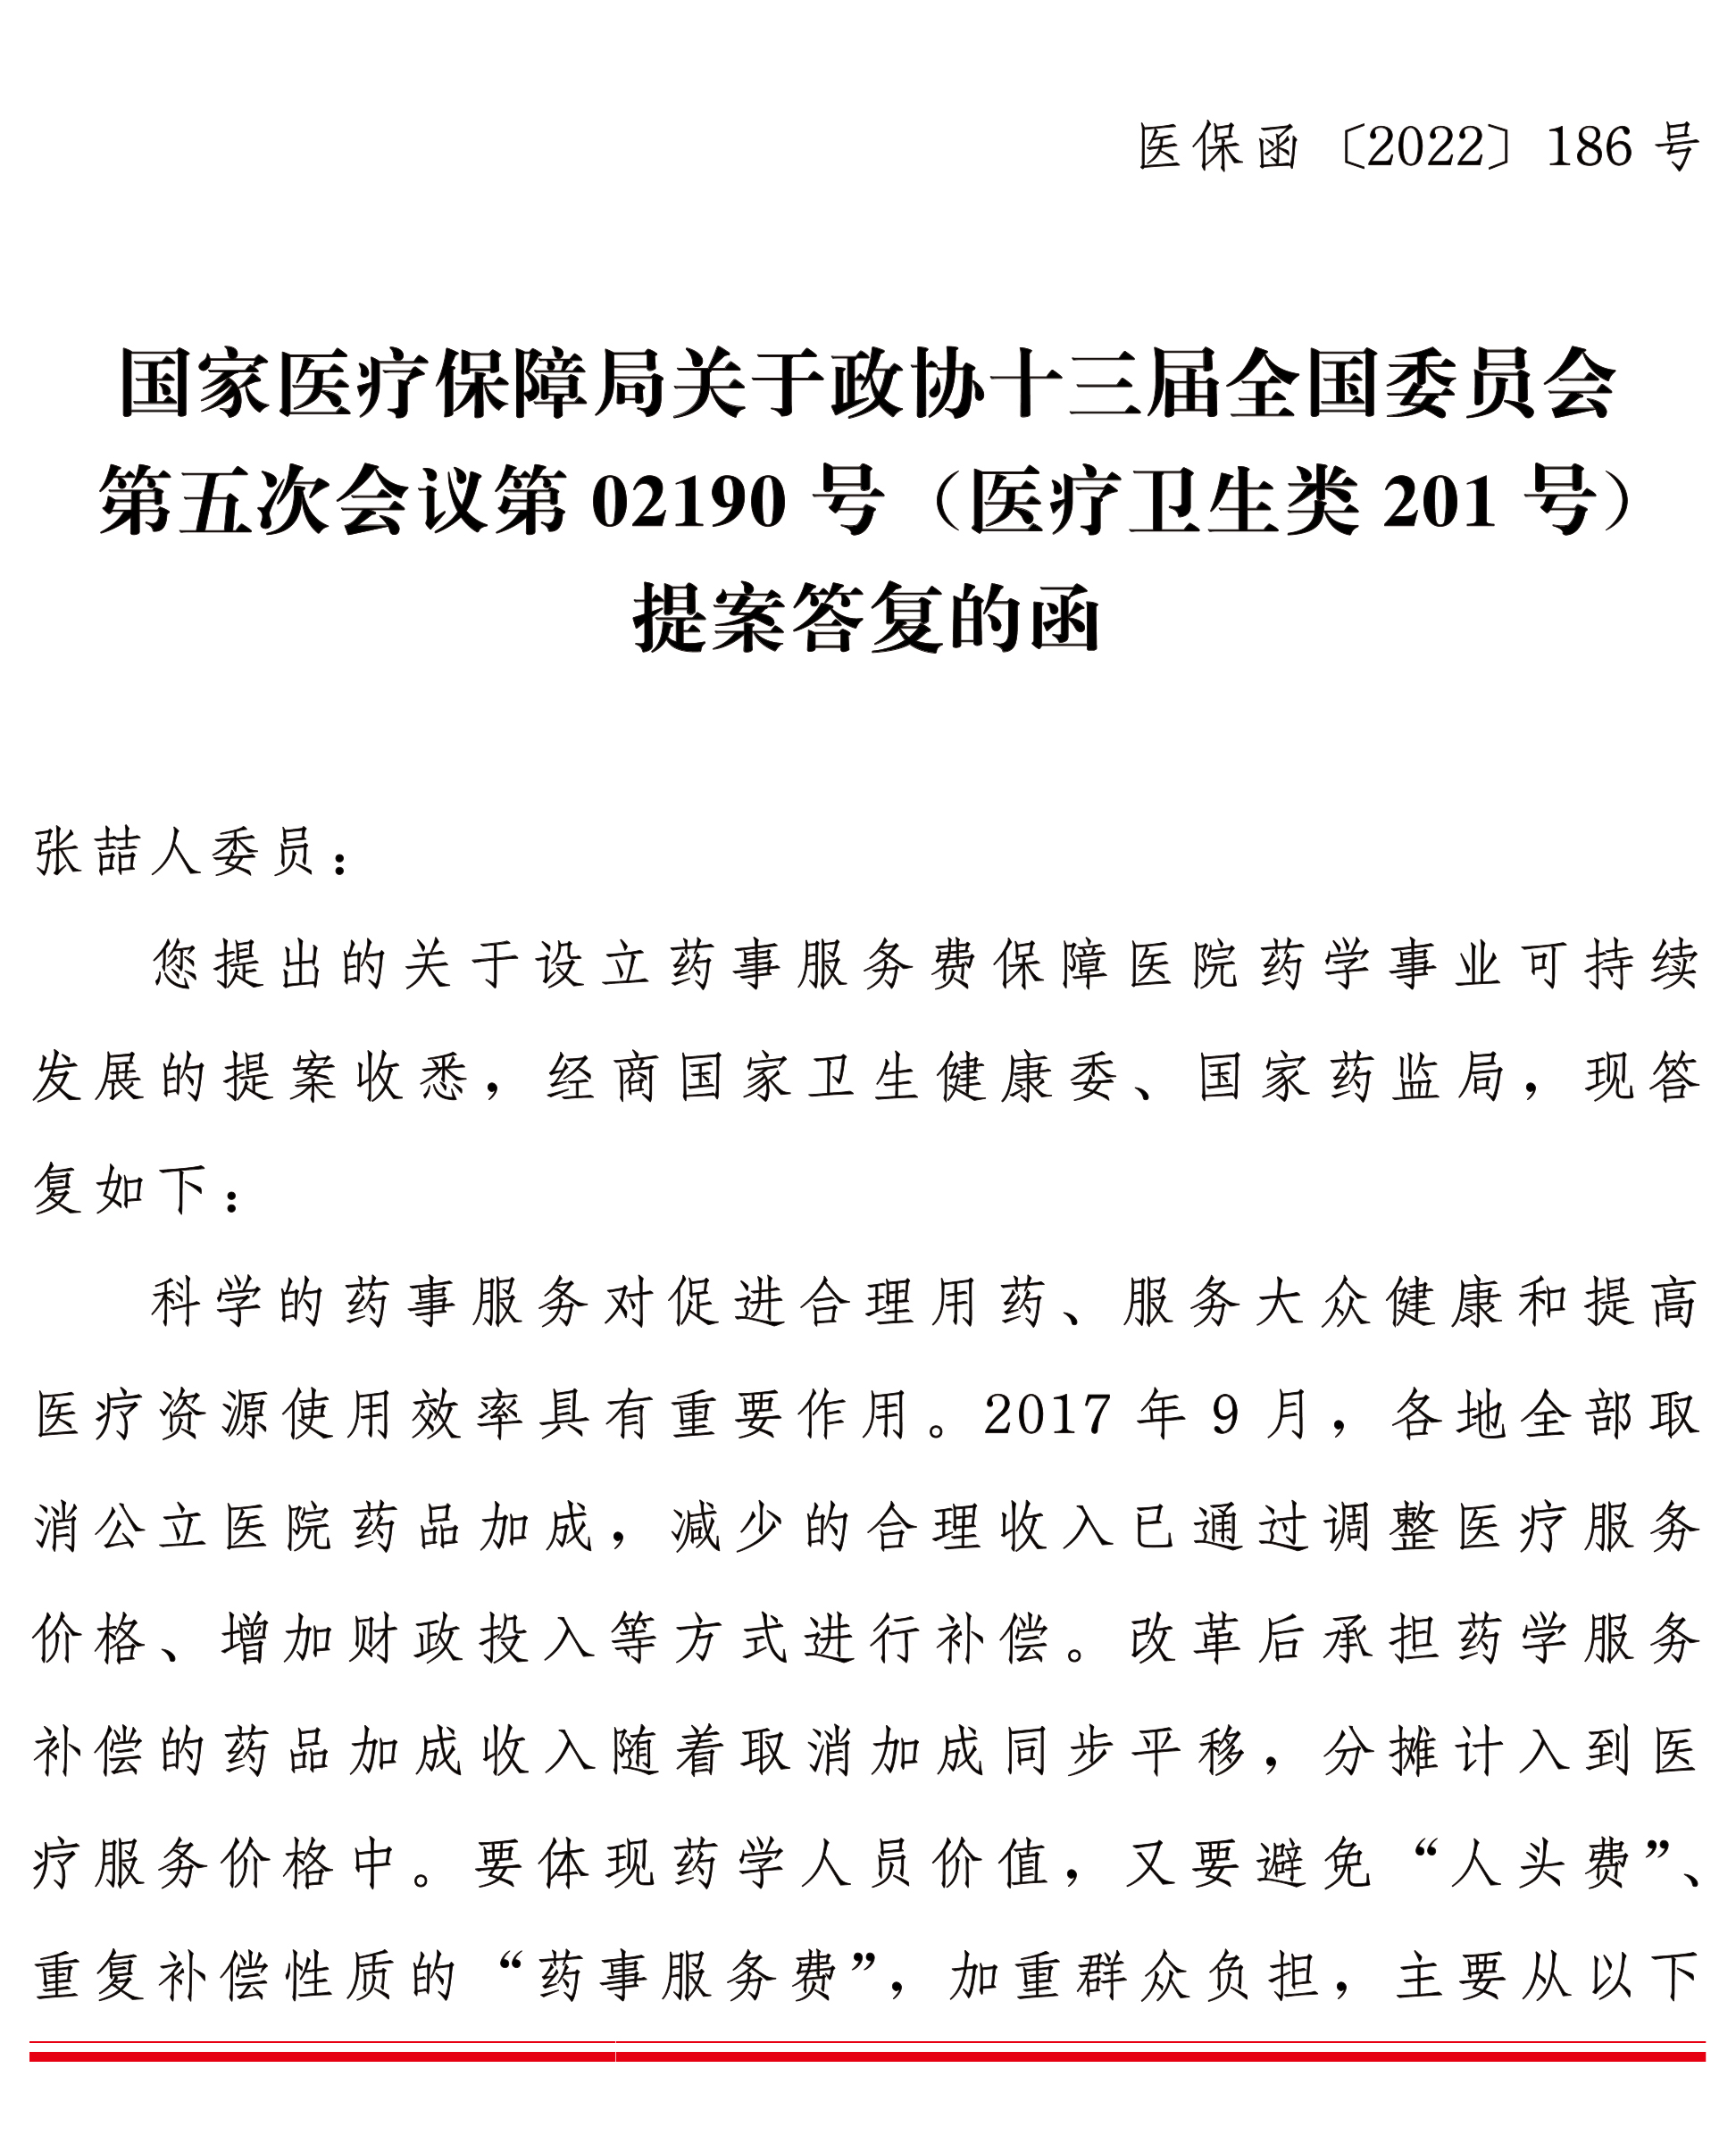 医保函〔2022〕186 号
国家医疗保障局关于政协十三届全国委员会
第五次会议第 02190 号（医疗卫生类 201 号）
提案答复的函
张喆人委员：
您提出的关于设立药事服务费保障医院药学事业可持续
发展的提案收悉，经商国家卫生健康委、国家药监局，现答
复如下：
科学的药事服务对促进合理用药、服务大众健康和提高
医疗资源使用效率具有重要作用。2017 年 9 月，各地全部取
消公立医院药品加成，减少的合理收入已通过调整医疗服务
价格、增加财政投入等方式进行补偿。改革后承担药学服务
补偿的药品加成收入随着取消加成同步平移，分摊计入到医
疗服务价格中。要体现药学人员价值，又要避免“人头费”、
重复补偿性质的“药事服务费”，加重群众负担，主要从以下